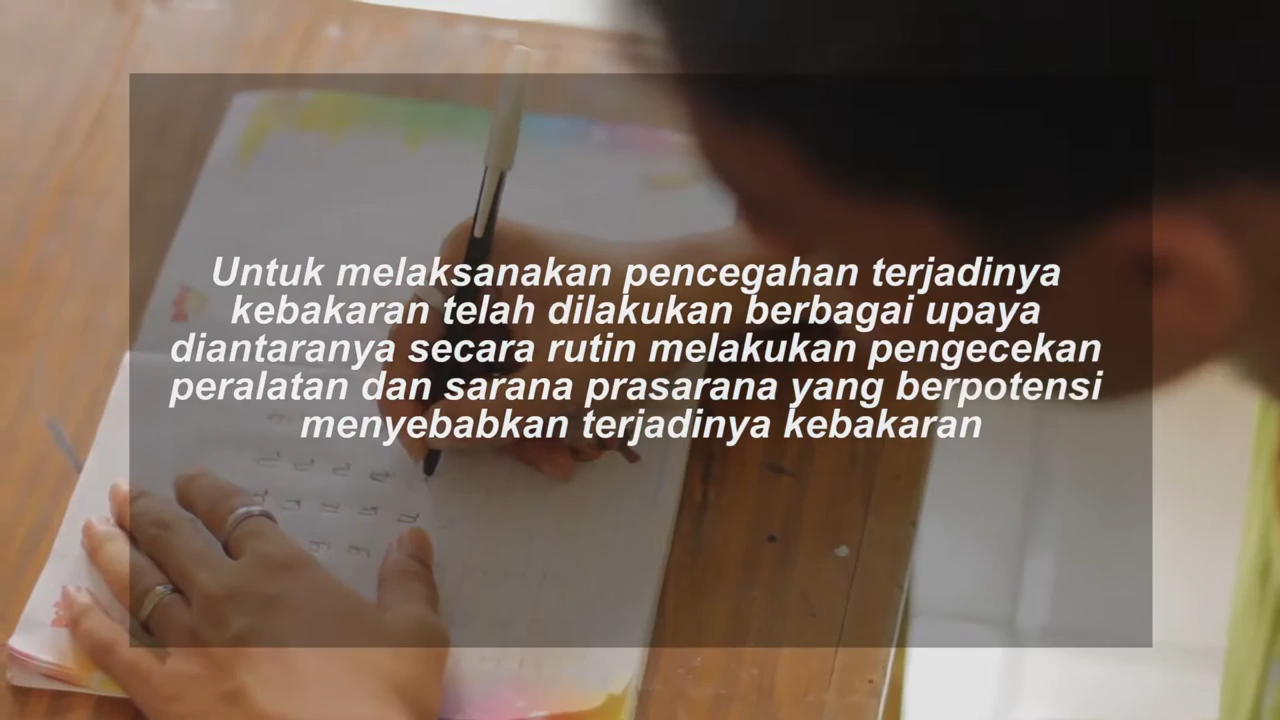 Untuk melaksanakan pencegahan terjadinya
kebakaran telah dilakukan berbagai upaya
diantaranya secara rutin melakukan pengecekan
peralatan dan sarana prasarana yang berpotensi
menyebabkan terjadinya kebakaran